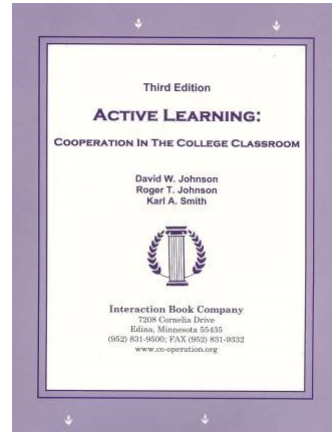 Third Edition
ACTIVE LEARNING:
COOPERATION IN THE COLLEGE CLASSROOM
David W. Johnson
Roger T. Johnson
Karl A. Smith
Interaction Book Company
7208 Cornelia Drive
Edina, Minnesota 55435
(952) 831-9500; FAX (952) 831-9332
www.co-operation.org